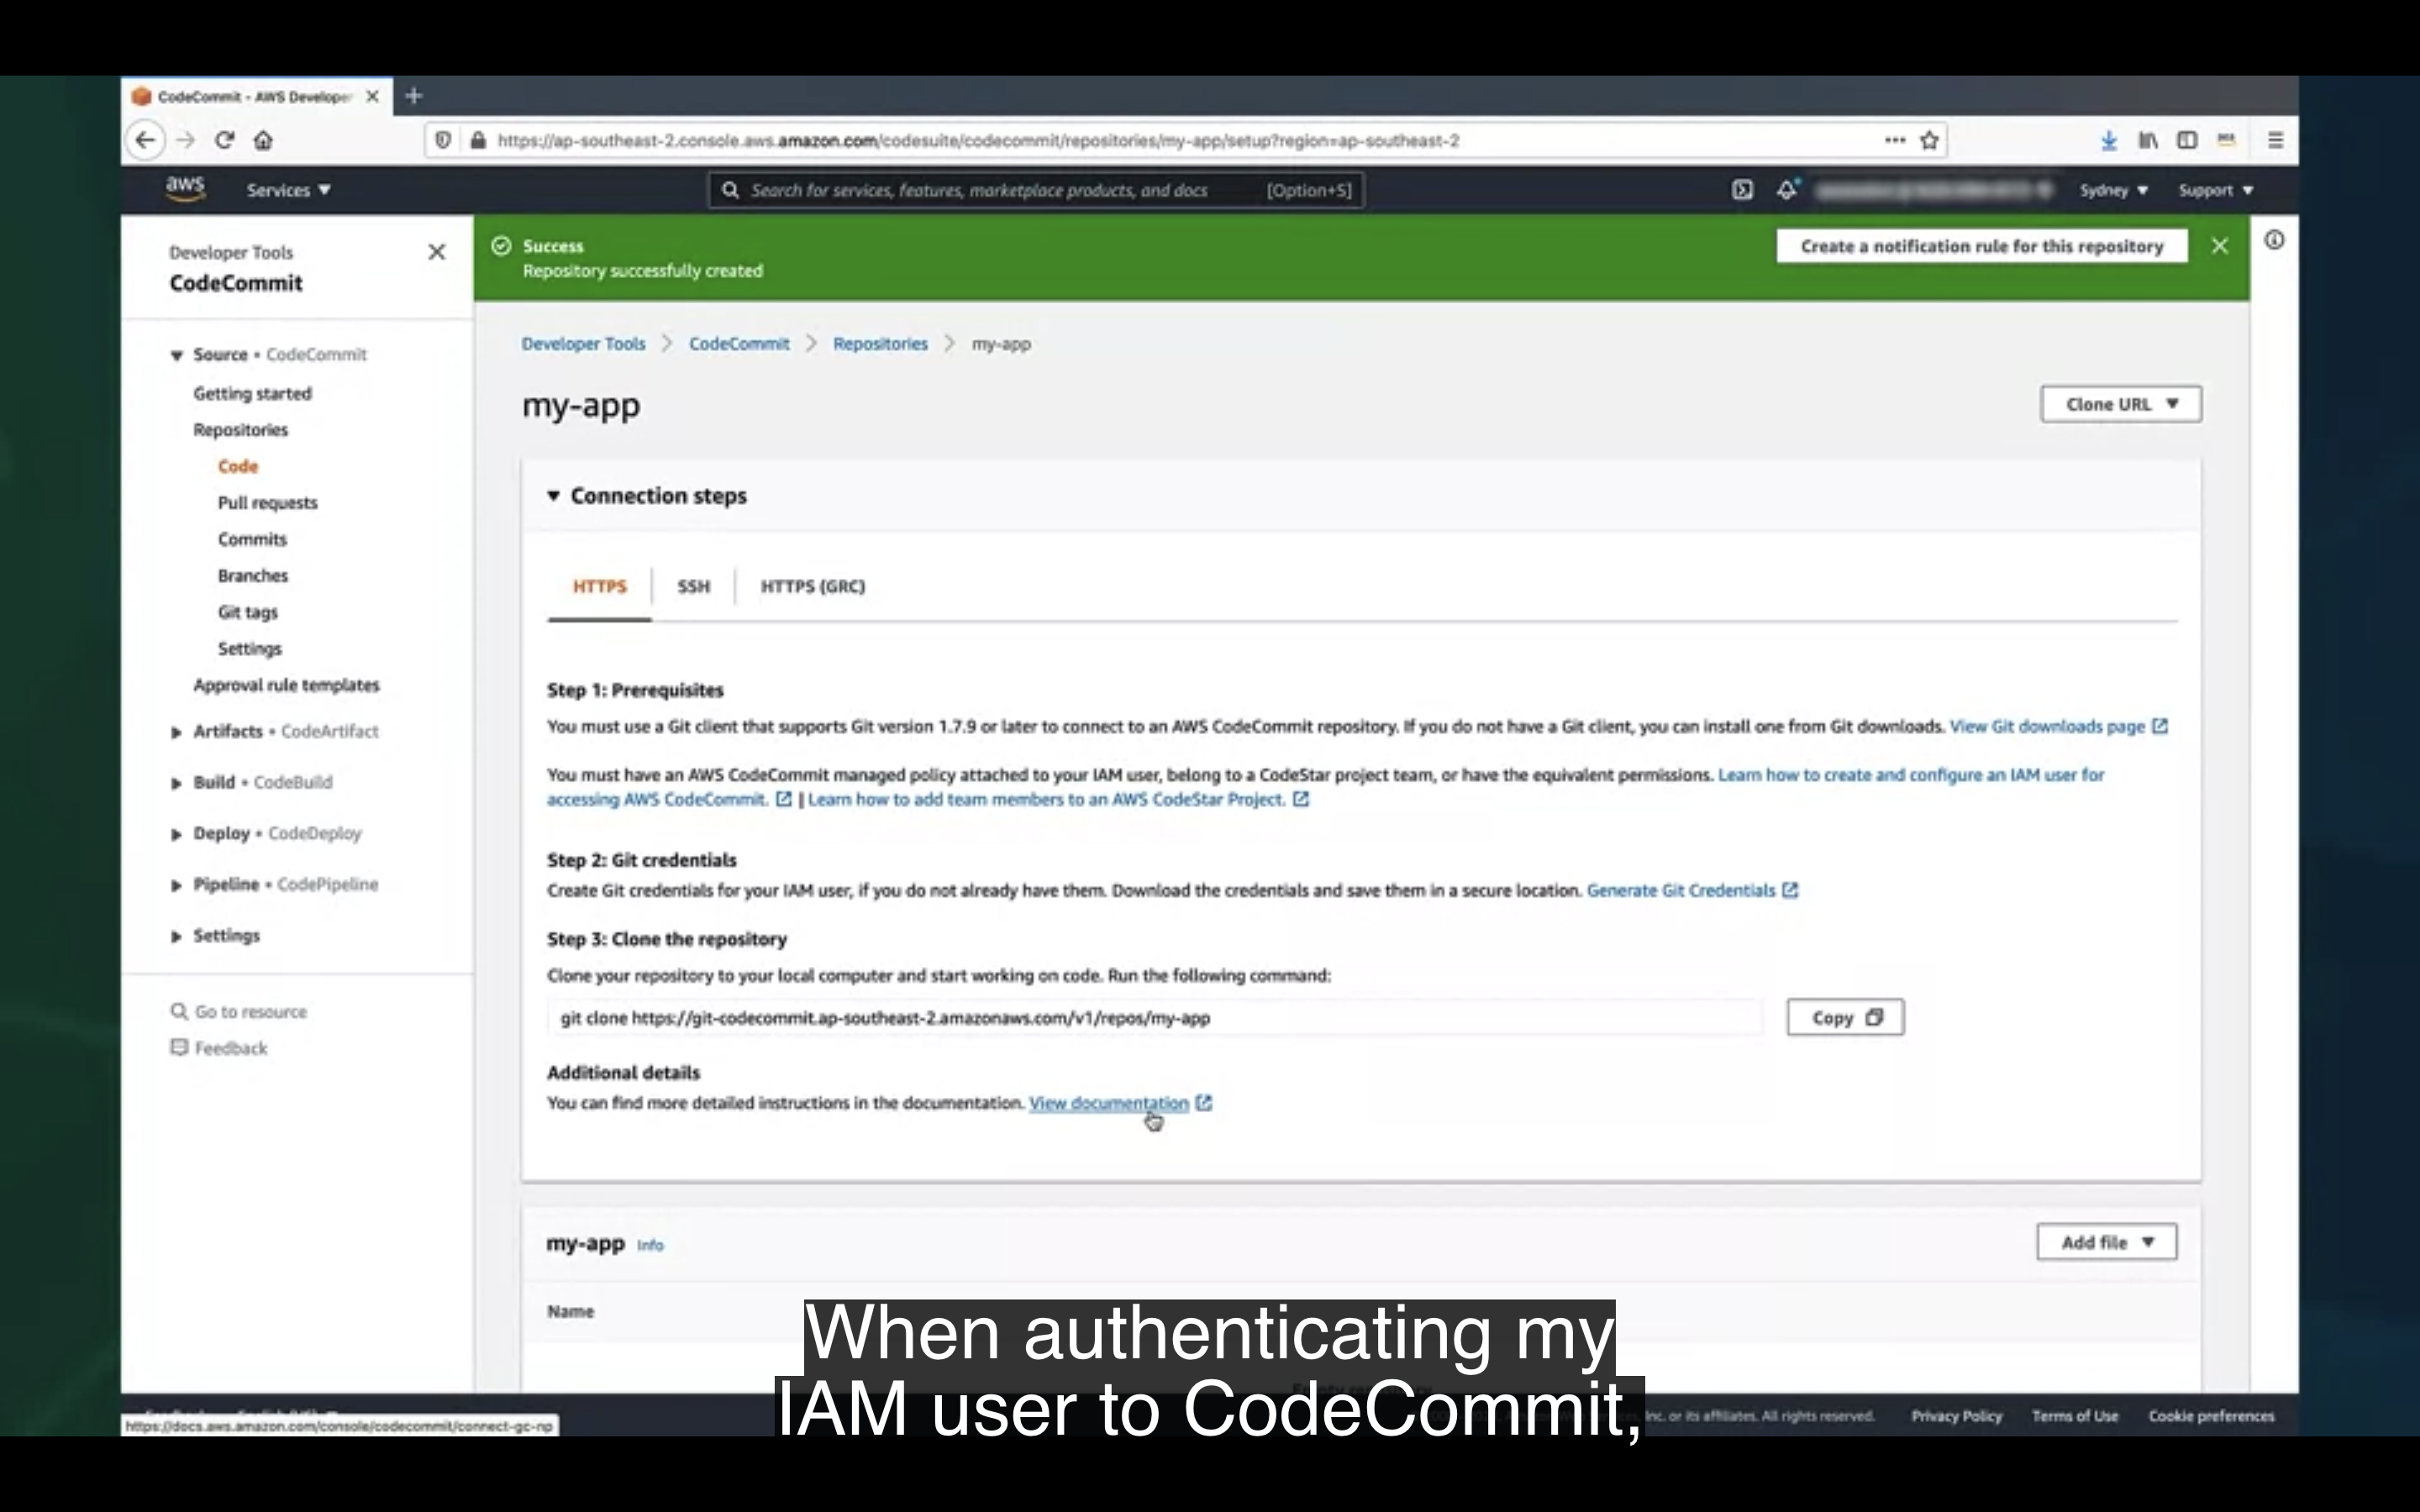 CodeCommit - AWS Developer
https://ap-southeast-2.console.aws.amazon.com/codesuite/codecommit/repositories/my-app/setup?region=ap-southeast-2
aws
Services
Search for services, features, marketplace products, and docs
[Option+S]
Sydney
Support
Developer Tools
CodeCommit
Source • CodeCommit
Getting started
Repositories
Code
Pull requests
Commits
Branches
Git tags
Settings
Approval rule templates
Artifacts • CodeArtifact
Build • CodeBuild
Deploy • CodeDeploy
Pipeline • CodePipeline
Settings
Go to resource
Feedback
Success
Repository successfully created
Create a notification rule for this repository
Developer Tools > CodeCommit > Repositories > my-app
my-app
Clone URL
Connection steps
HTTPS
SSH
HTTPS (GRC)
Step 1: Prerequisites
You must use a Git client that supports Git version 1.7.9 or later to connect to an AWS CodeCommit repository. If you do not have a Git client, you can install one from Git downloads. View Git downloads page
You must have an AWS CodeCommit managed policy attached to your IAM user, belong to a CodeStar project team, or have the equivalent permissions. Learn how to create and configure an IAM user for
accessing AWS CodeCommit. | Learn how to add team members to an AWS CodeStar Project.
Step 2: Git credentials
Create Git credentials for your IAM user, if you do not already have them. Download the credentials and save them in a secure location. Generate Git Credentials
Step 3: Clone the repository
Clone your repository to your local computer and start working on code. Run the following command:
git clone https://git-codecommit.ap-southeast-2.amazonaws.com/v1/repos/my-app
Copy
Additional details
You can find more detailed instructions in the documentation. View documentation
my-app Info
Add file
Name
When authenticating my
IAM user to CodeCommit,
https://docs.aws.amazon.com/console/codecommit/connect-gc-np
Inc. or its affiliates. All rights reserved.
Privacy Policy
Terms of Use
Cookie preferences